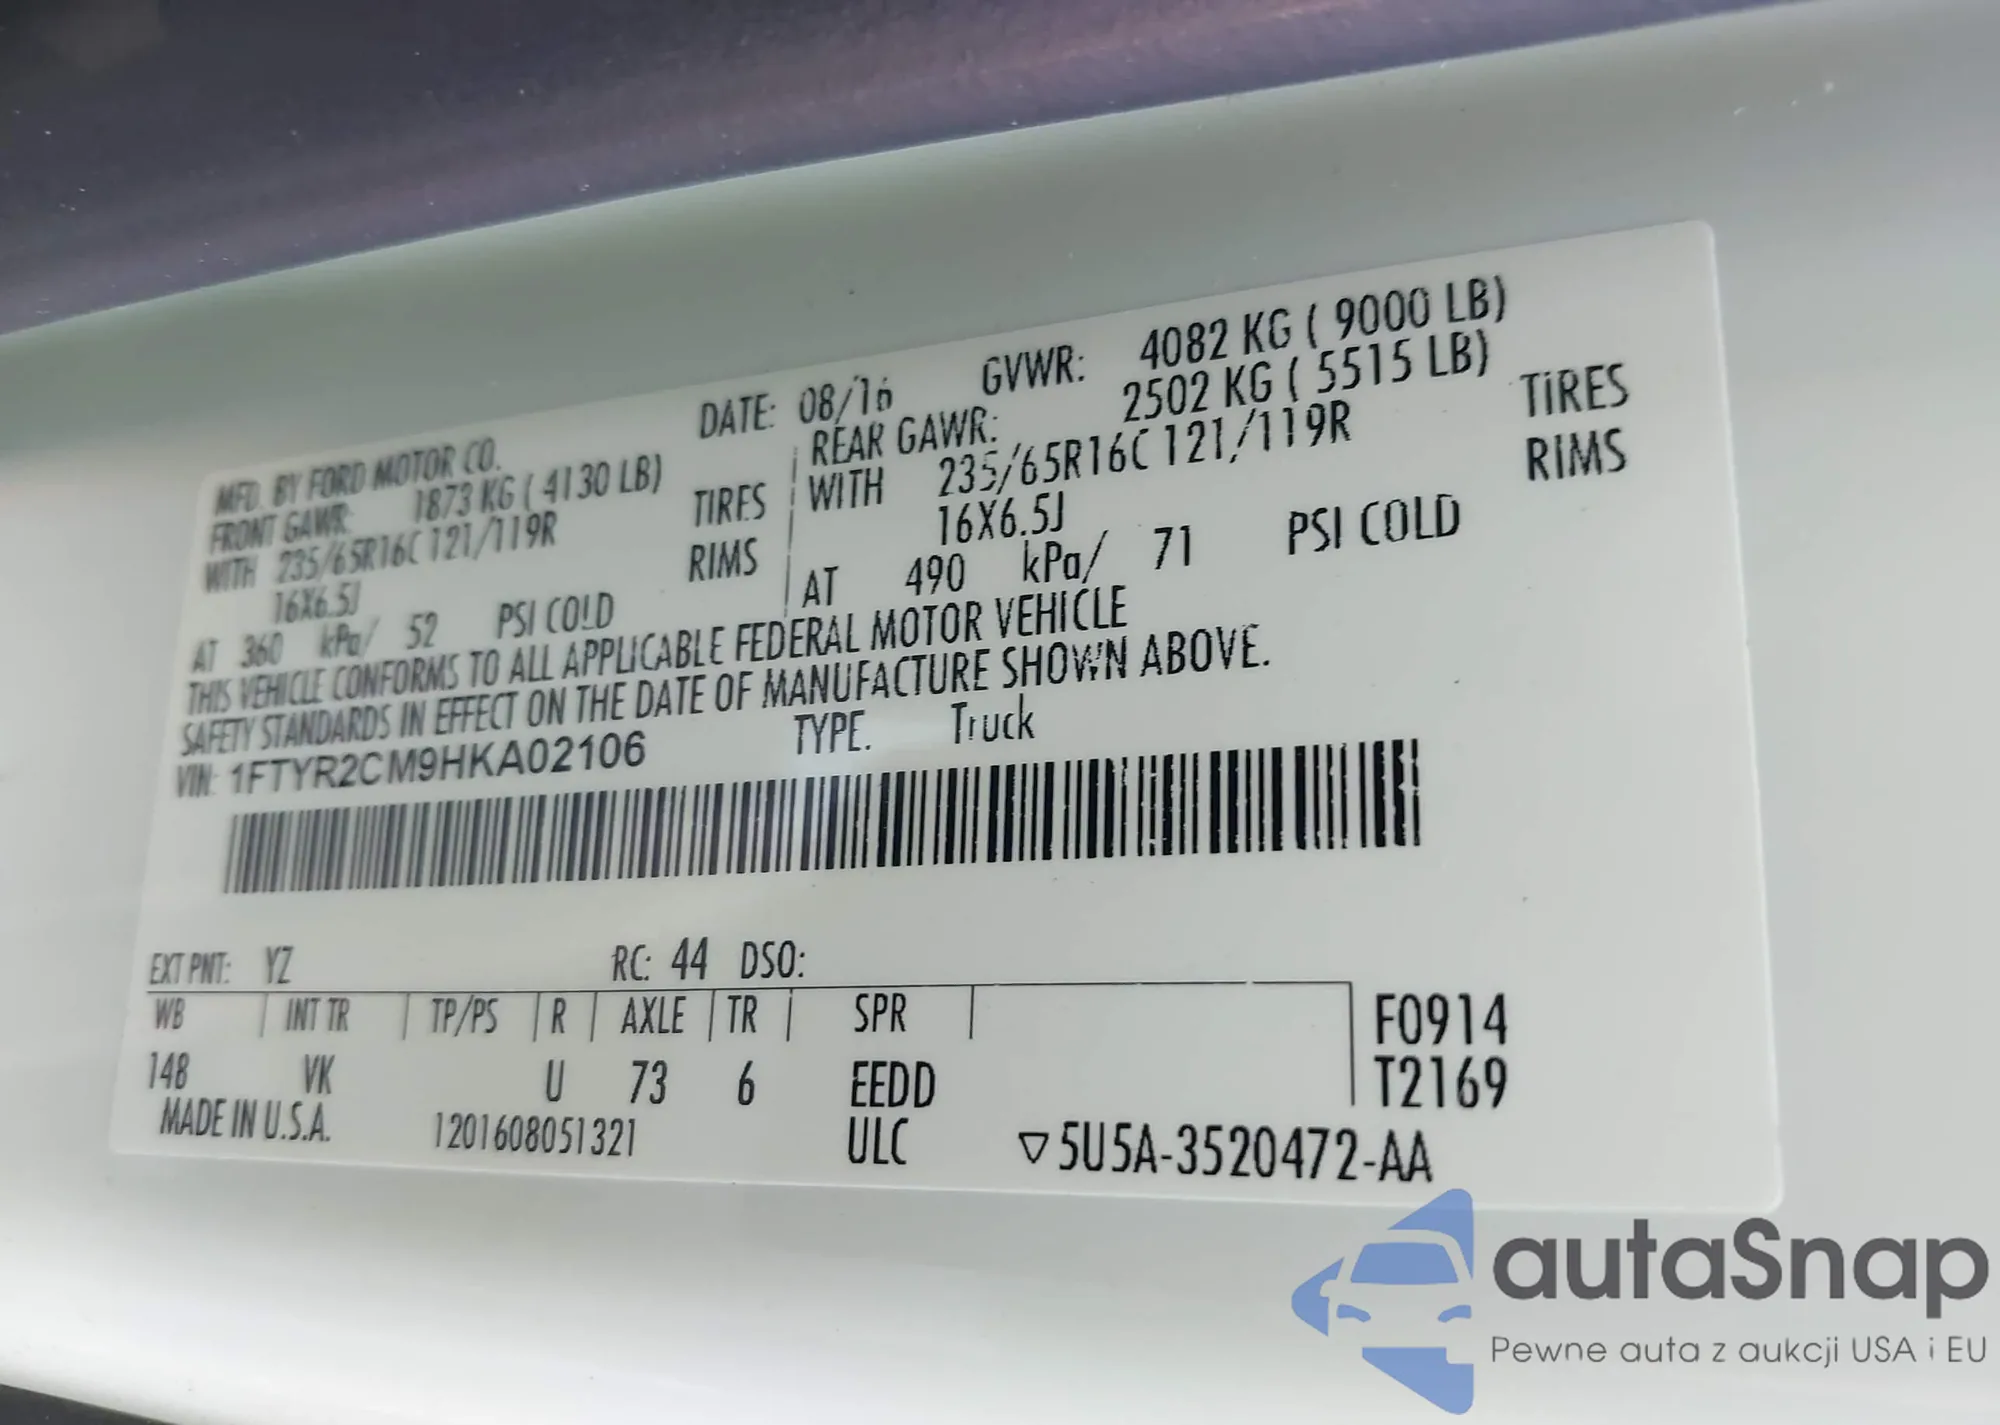 MFD. BY FORD MOTOR CO. DATE: 08/16 GVWR: 4082 KG ( 9000 LB)
FRONT GAWR: 1873 KG ( 4130 LB) REAR GAWR: 2502 KG ( 5515 LB)
WITH 235/65R16C 121/119R TIRES WITH 235/65R16C 121/119R TIRES
16X6.5J RIMS 16X6.5J RIMS
AT 360 kPa/ 52 PSI COLD AT 490 kPa/ 71 PSI COLD
THIS VEHICLE CONFORMS TO ALL APPLICABLE FEDERAL MOTOR VEHICLE
SAFETY STANDARDS IN EFFECT ON THE DATE OF MANUFACTURE SHOWN ABOVE.
VIN: 1FTYR2CM9HKA02106 TYPE: Truck
EXT PNT: YZ RC: 44 DSO:
WB INT TR TP/PS R AXLE TR SPR F0914
148 VK U 73 6 EEDD T2169
MADE IN U.S.A. 1201608051321 ULC ▽5U5A-3520472-AA
autaSnap
Pewne auta z aukcji USA i EU